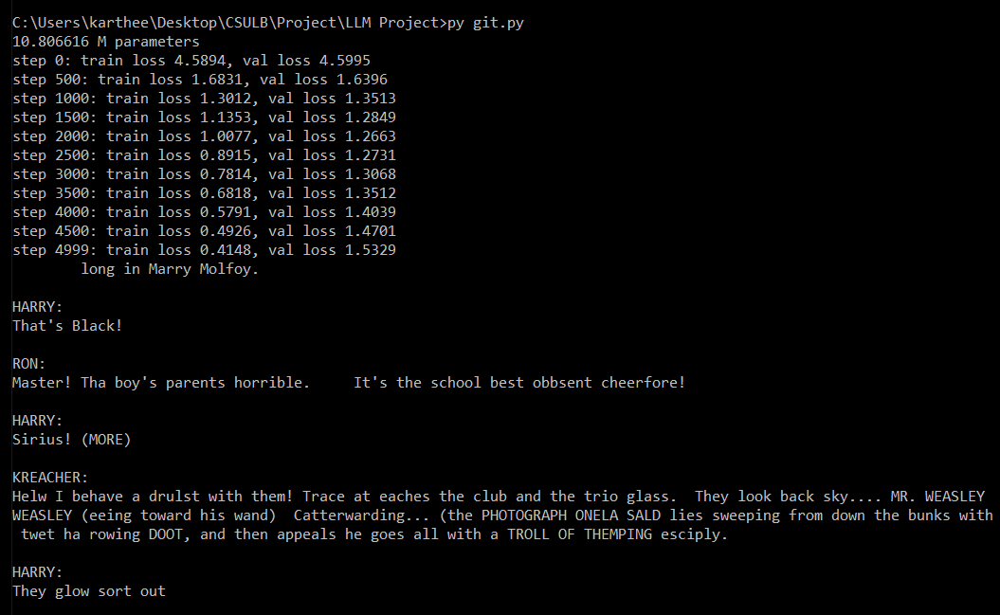 C:\Users\karthee\Desktop\CSULB\Project\LLM Project>py git.py
10.806616 M parameters
step 0: train loss 4.5894, val loss 4.5995
step 500: train loss 1.6831, val loss 1.6396
step 1000: train loss 1.3012, val loss 1.3513
step 1500: train loss 1.1353, val loss 1.2849
step 2000: train loss 1.0077, val loss 1.2663
step 2500: train loss 0.8915, val loss 1.2731
step 3000: train loss 0.7814, val loss 1.3068
step 3500: train loss 0.6818, val loss 1.3512
step 4000: train loss 0.5791, val loss 1.4039
step 4500: train loss 0.4926, val loss 1.4701
step 4999: train loss 0.4148, val loss 1.5329
        long in Marry Molfoy.
HARRY:
That's Black!
RON:
Master! Tha boy's parents horrible.     It's the school best obbsent cheerfore!
HARRY:
Sirius! (MORE)
KREACHER:
Helw I behave a drulst with them! Trace at eaches the club and the trio glass.  They look back sky.... MR. WEASLEY
WEASLEY (eeing toward his wand)  Catterwarding... (the PHOTOGRAPH ONELA SALD lies sweeping from down the bunks with
 twet ha rowing DOOT, and then appeals he goes all with a TROLL OF THEMPING esciply.
HARRY:
They glow sort out